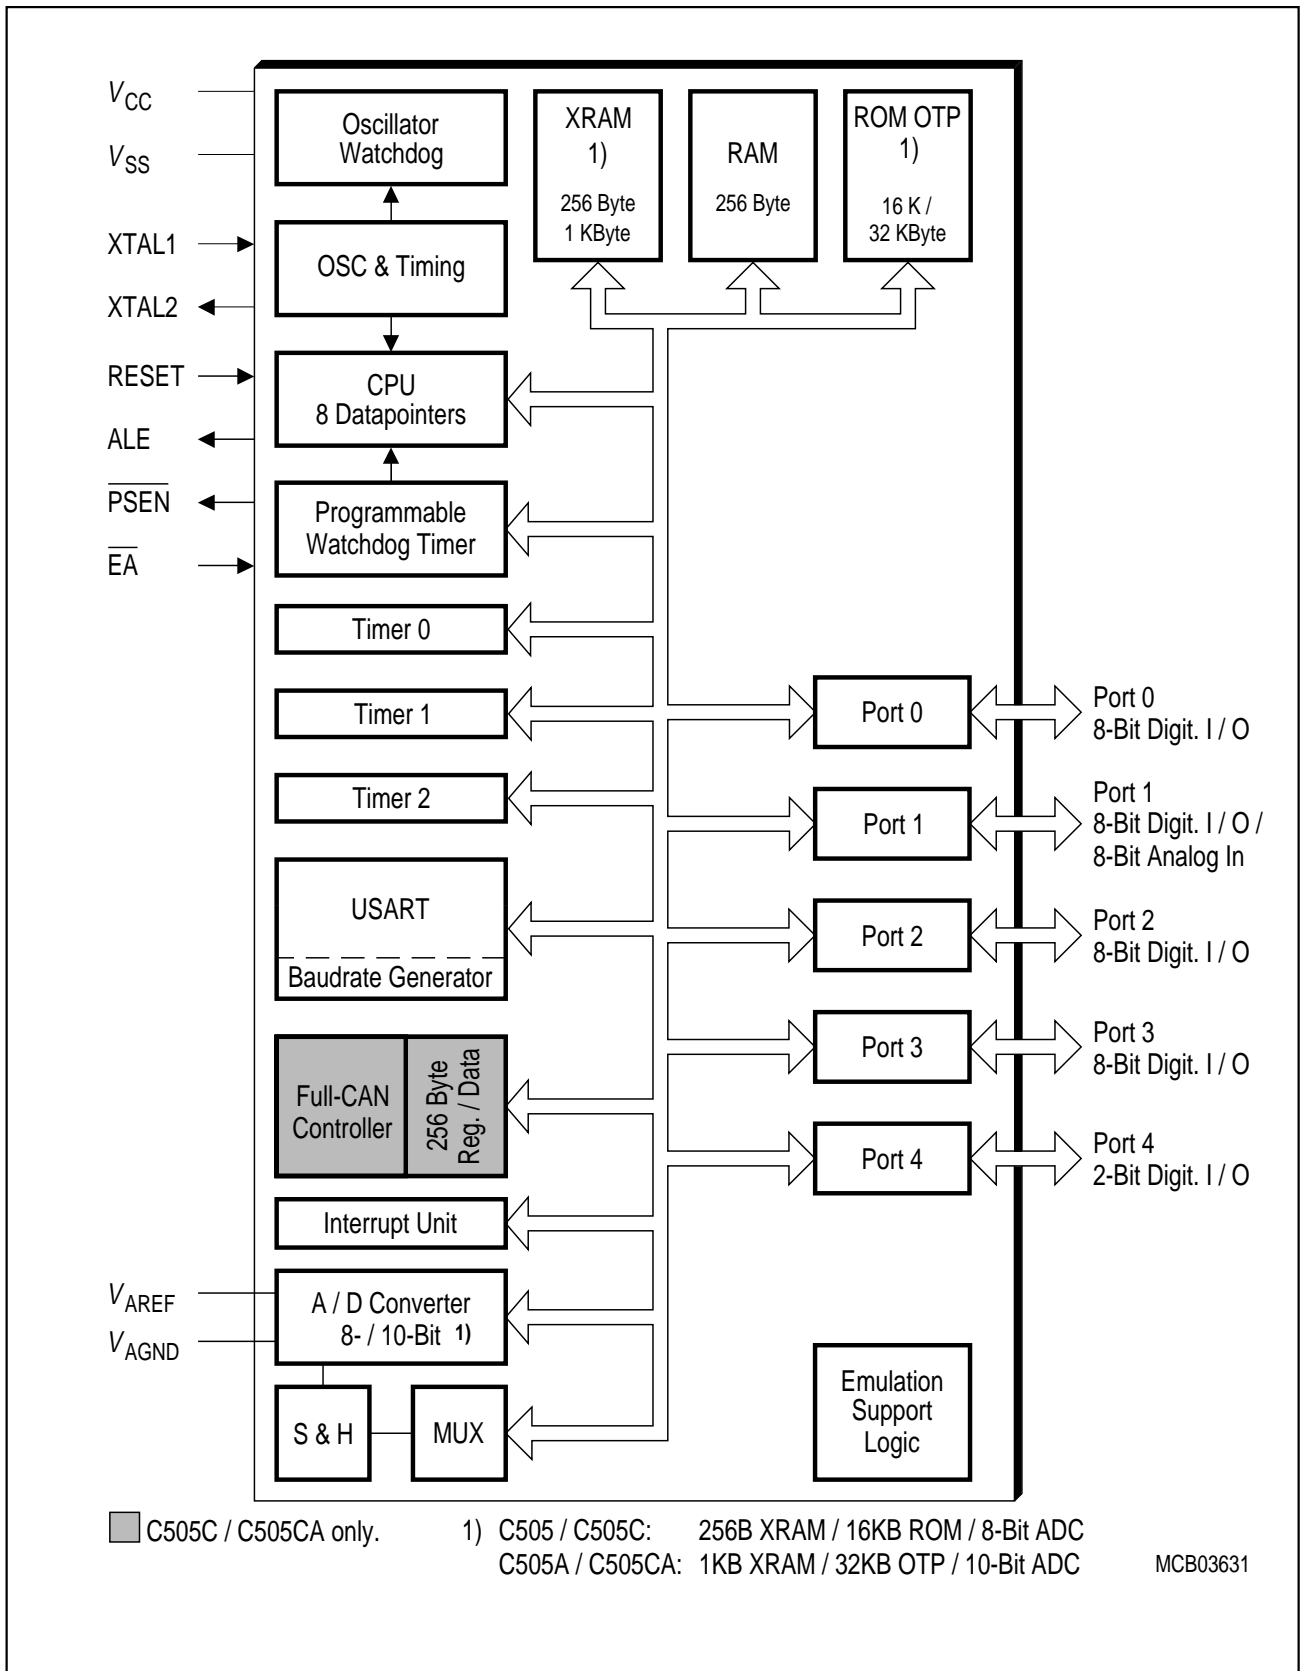 VCC
VSS
XTAL1
XTAL2
RESET
ALE
PSEN
EA
VAREF
VAGND
Oscillator
Watchdog
OSC & Timing
CPU
8 Datapointers
Programmable
Watchdog Timer
Timer 0
Timer 1
Timer 2
USART
Baudrate Generator
Full-CAN
Controller
256 Byte
Reg. / Data
Interrupt Unit
A / D Converter
8- / 10-Bit 1)
S & H
MUX
XRAM
1)
256 Byte
1 KByte
RAM
256 Byte
ROM OTP
1)
16 K /
32 KByte
Port 0
Port 1
Port 2
Port 3
Port 4
Emulation
Support
Logic
Port 0
8-Bit Digit. I / O
Port 1
8-Bit Digit. I / O /
8-Bit Analog In
Port 2
8-Bit Digit. I / O
Port 3
8-Bit Digit. I / O
Port 4
2-Bit Digit. I / O
C505C / C505CA only.
1) C505 / C505C: 256B XRAM / 16KB ROM / 8-Bit ADC
C505A / C505CA: 1KB XRAM / 32KB OTP / 10-Bit ADC
MCB03631